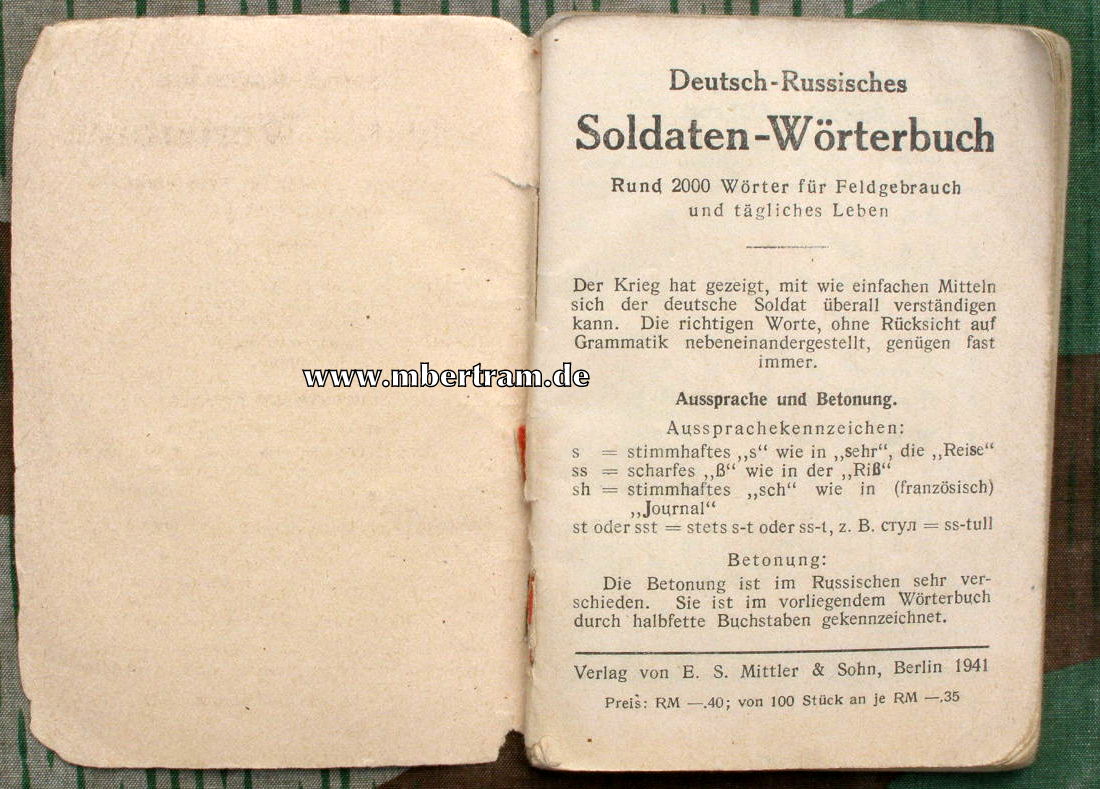 www.mbertram.de
Deutsch-Russisches
Soldaten-Wörterbuch
Rund 2000 Wörter für Feldgebrauch
und tägliches Leben
Der Krieg hat gezeigt, mit wie einfachen Mitteln
sich der deutsche Soldat überall verständigen
kann. Die richtigen Worte, ohne Rücksicht auf
Grammatik nebeneinandergestellt, genügen fast
immer.
Aussprache und Betonung.
Aussprachekennzeichen:
s = stimmhaftes „s“ wie in „sehr“, die „Reise“
ss = scharfes „ß“ wie in der „Riß“
sh = stimmhaftes „sch“ wie in (französisch)
„Journal“
st oder sst = stets s-t oder ss-t, z. B. стул = ss-tull
Betonung:
Die Betonung ist im Russischen sehr ver-
schieden. Sie ist im vorliegendem Wörterbuch
durch halbfette Buchstaben gekennzeichnet.
Verlag von E. S. Mittler & Sohn, Berlin 1941
Preis: RM —.40; von 100 Stück an je RM —.35